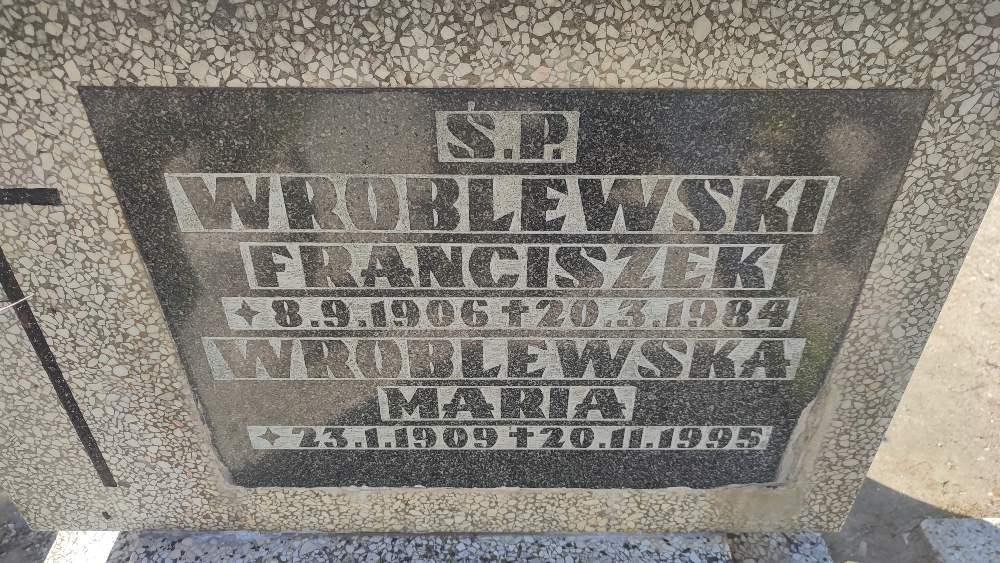 Ś.P.
WROBLEWSKI
FRANCISZEK
✦ 8.9.1906 ✝ 20.3.1984
WROBLEWSKA
MARIA
✦ 23.1.1909 ✝ 20.11.1995